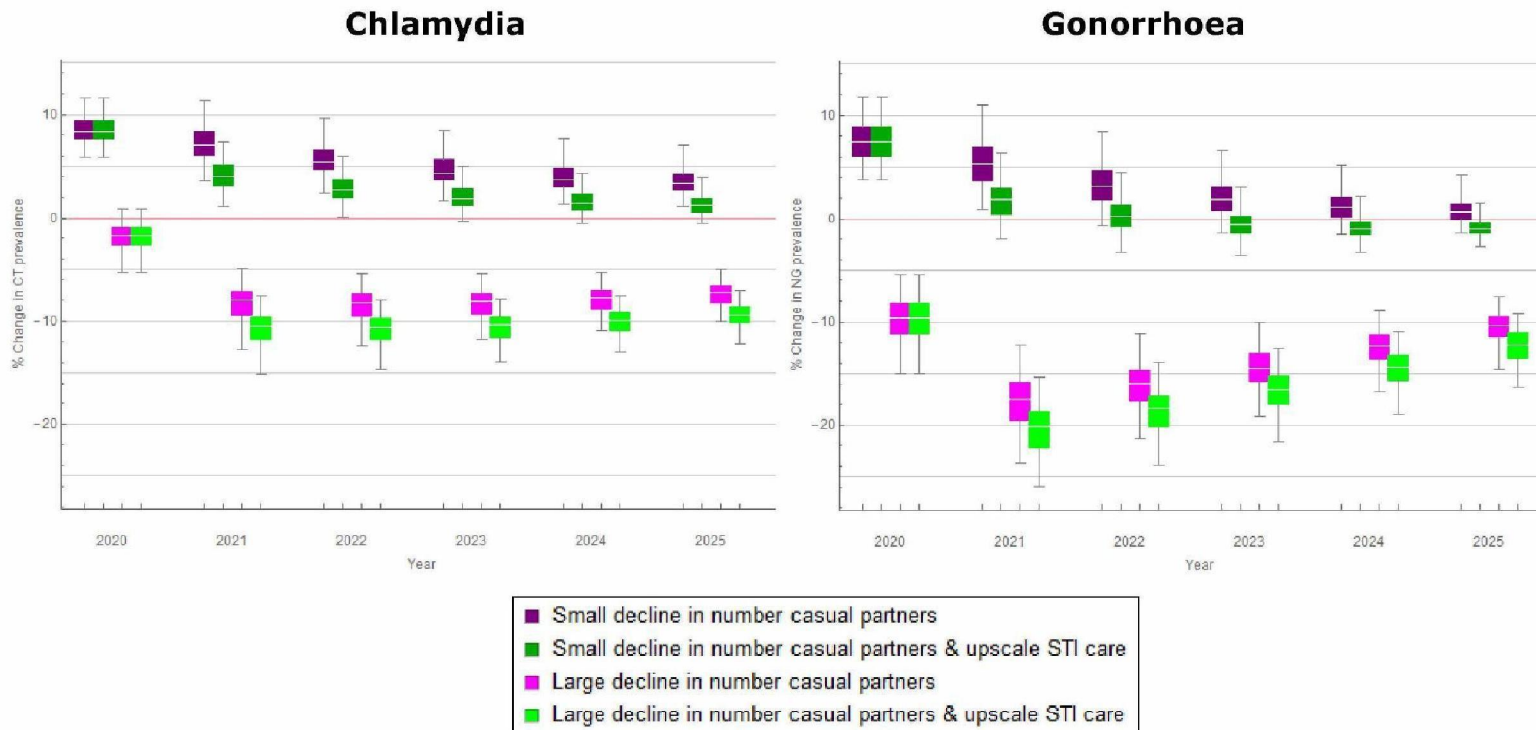 Chlamydia
Gonorrhoea
10
0
−10
−20
% Change in CT prevalence
2020 2021 2022 2023 2024 2025
Year
10
0
−10
−20
% Change in NG prevalence
2020 2021 2022 2023 2024 2025
Year
Small decline in number casual partners
Small decline in number casual partners & upscale STI care
Large decline in number casual partners
Large decline in number casual partners & upscale STI care